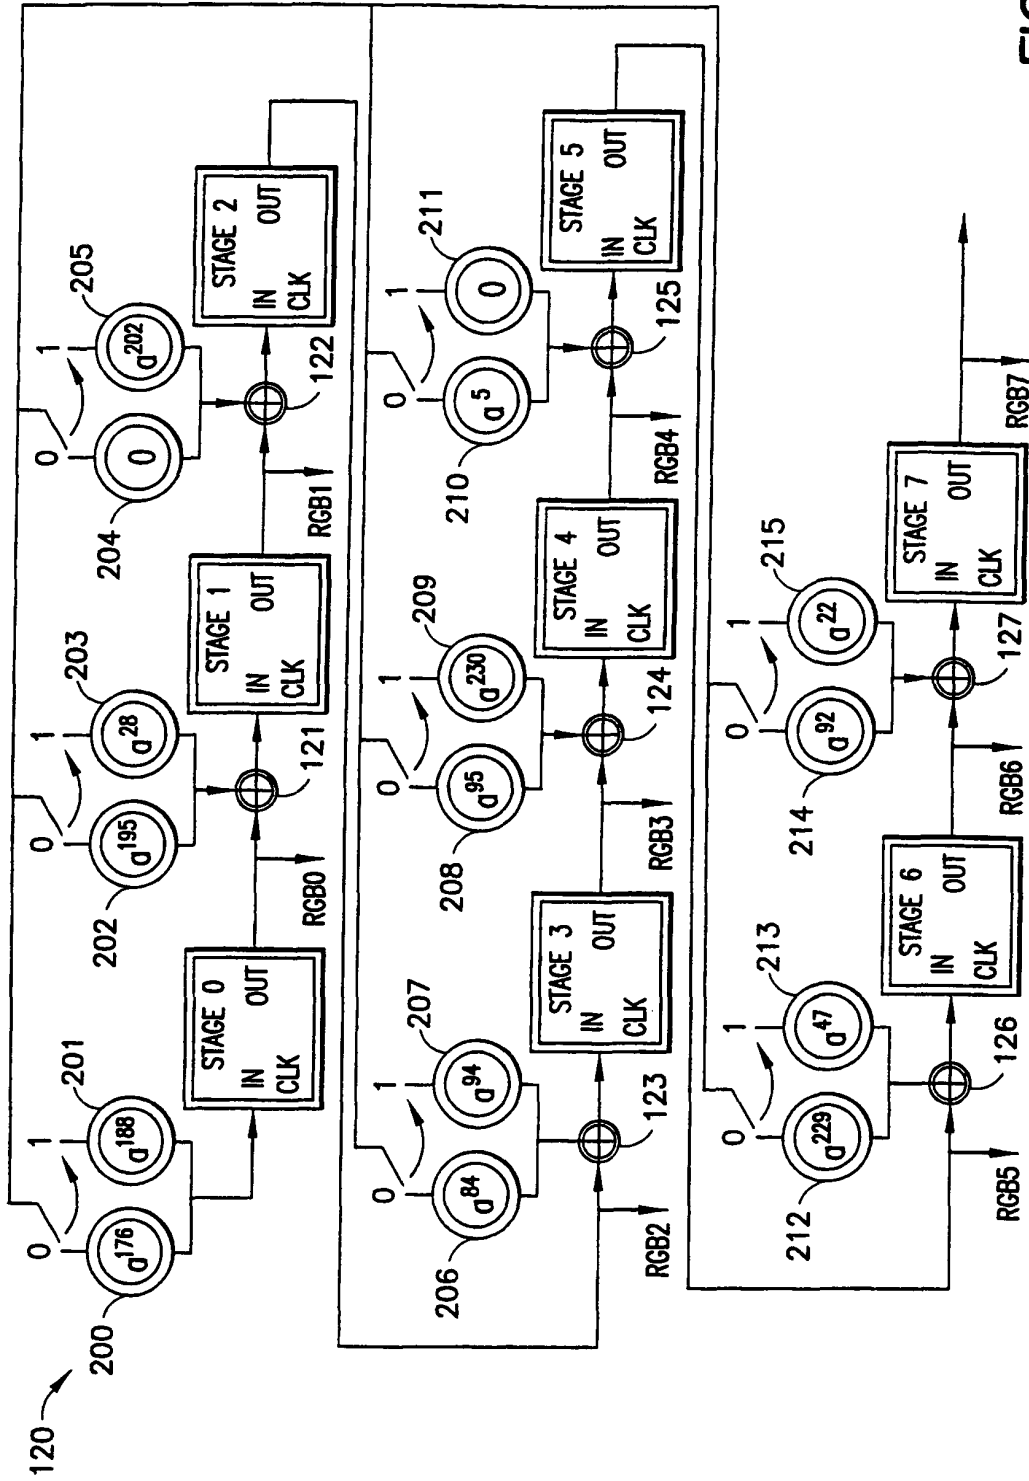 120
200
0
1
201
a176
a188
STAGE 0
IN
OUT
CLK
RGB0
202
0
1
203
a195
a28
121
STAGE 1
IN
OUT
CLK
RGB1
204
0
1
205
0
a202
122
STAGE 2
IN
OUT
CLK
RGB2
206
0
1
207
a84
a94
123
STAGE 3
IN
OUT
CLK
RGB3
208
0
1
209
a95
a230
124
STAGE 4
IN
OUT
CLK
RGB4
210
0
1
211
a5
0
125
STAGE 5
IN
OUT
CLK
RGB5
212
0
1
213
a229
a47
126
STAGE 6
IN
OUT
CLK
RGB6
214
0
1
215
a92
a22
127
STAGE 7
IN
OUT
CLK
RGB7